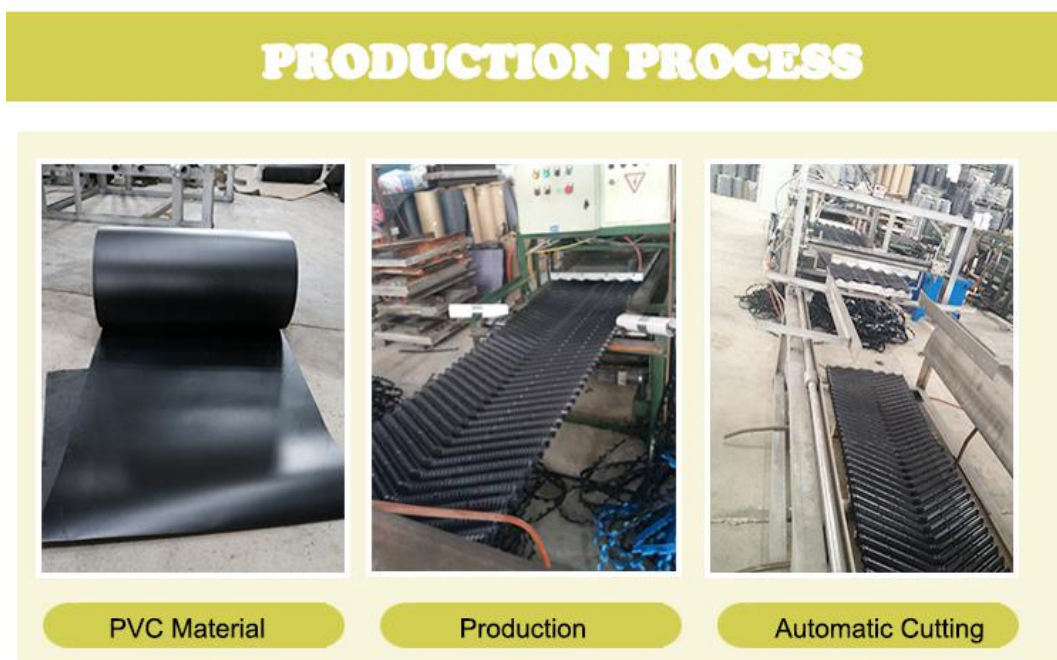 PRODUCTION PROCESS
PVC Material
Production
Automatic Cutting